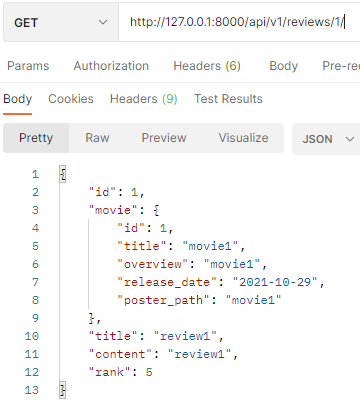 GET http://127.0.0.1:8000/api/v1/reviews/1/
Params Authorization Headers (6) Body Pre-re
Body Cookies Headers (9) Test Results
Pretty Raw Preview Visualize JSON
1 {
2 "id": 1,
3 "movie": {
4 "id": 1,
5 "title": "movie1",
6 "overview": "movie1",
7 "release_date": "2021-10-29",
8 "poster_path": "movie1"
9 },
10 "title": "review1",
11 "content": "review1",
12 "rank": 5
13 }